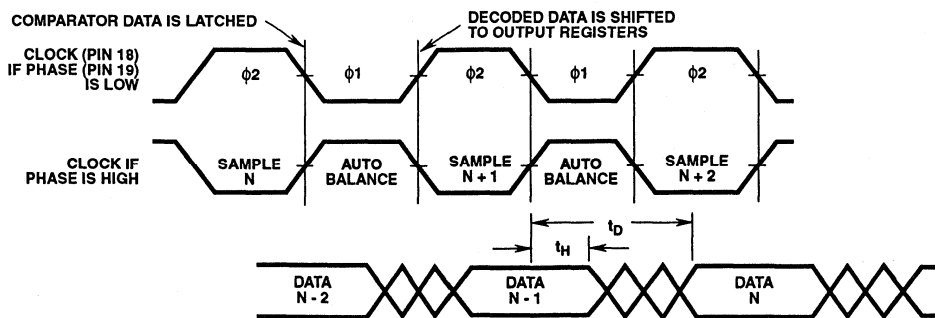 COMPARATOR DATA IS LATCHED
DECODED DATA IS SHIFTED
TO OUTPUT REGISTERS
CLOCK (PIN 18)
IF PHASE (PIN 19)
IS LOW
ϕ2
ϕ1
ϕ2
ϕ1
ϕ2
CLOCK IF
PHASE IS HIGH
SAMPLE
N
AUTO
BALANCE
SAMPLE
N + 1
AUTO
BALANCE
SAMPLE
N + 2
tD
tH
DATA
N - 2
DATA
N - 1
DATA
N